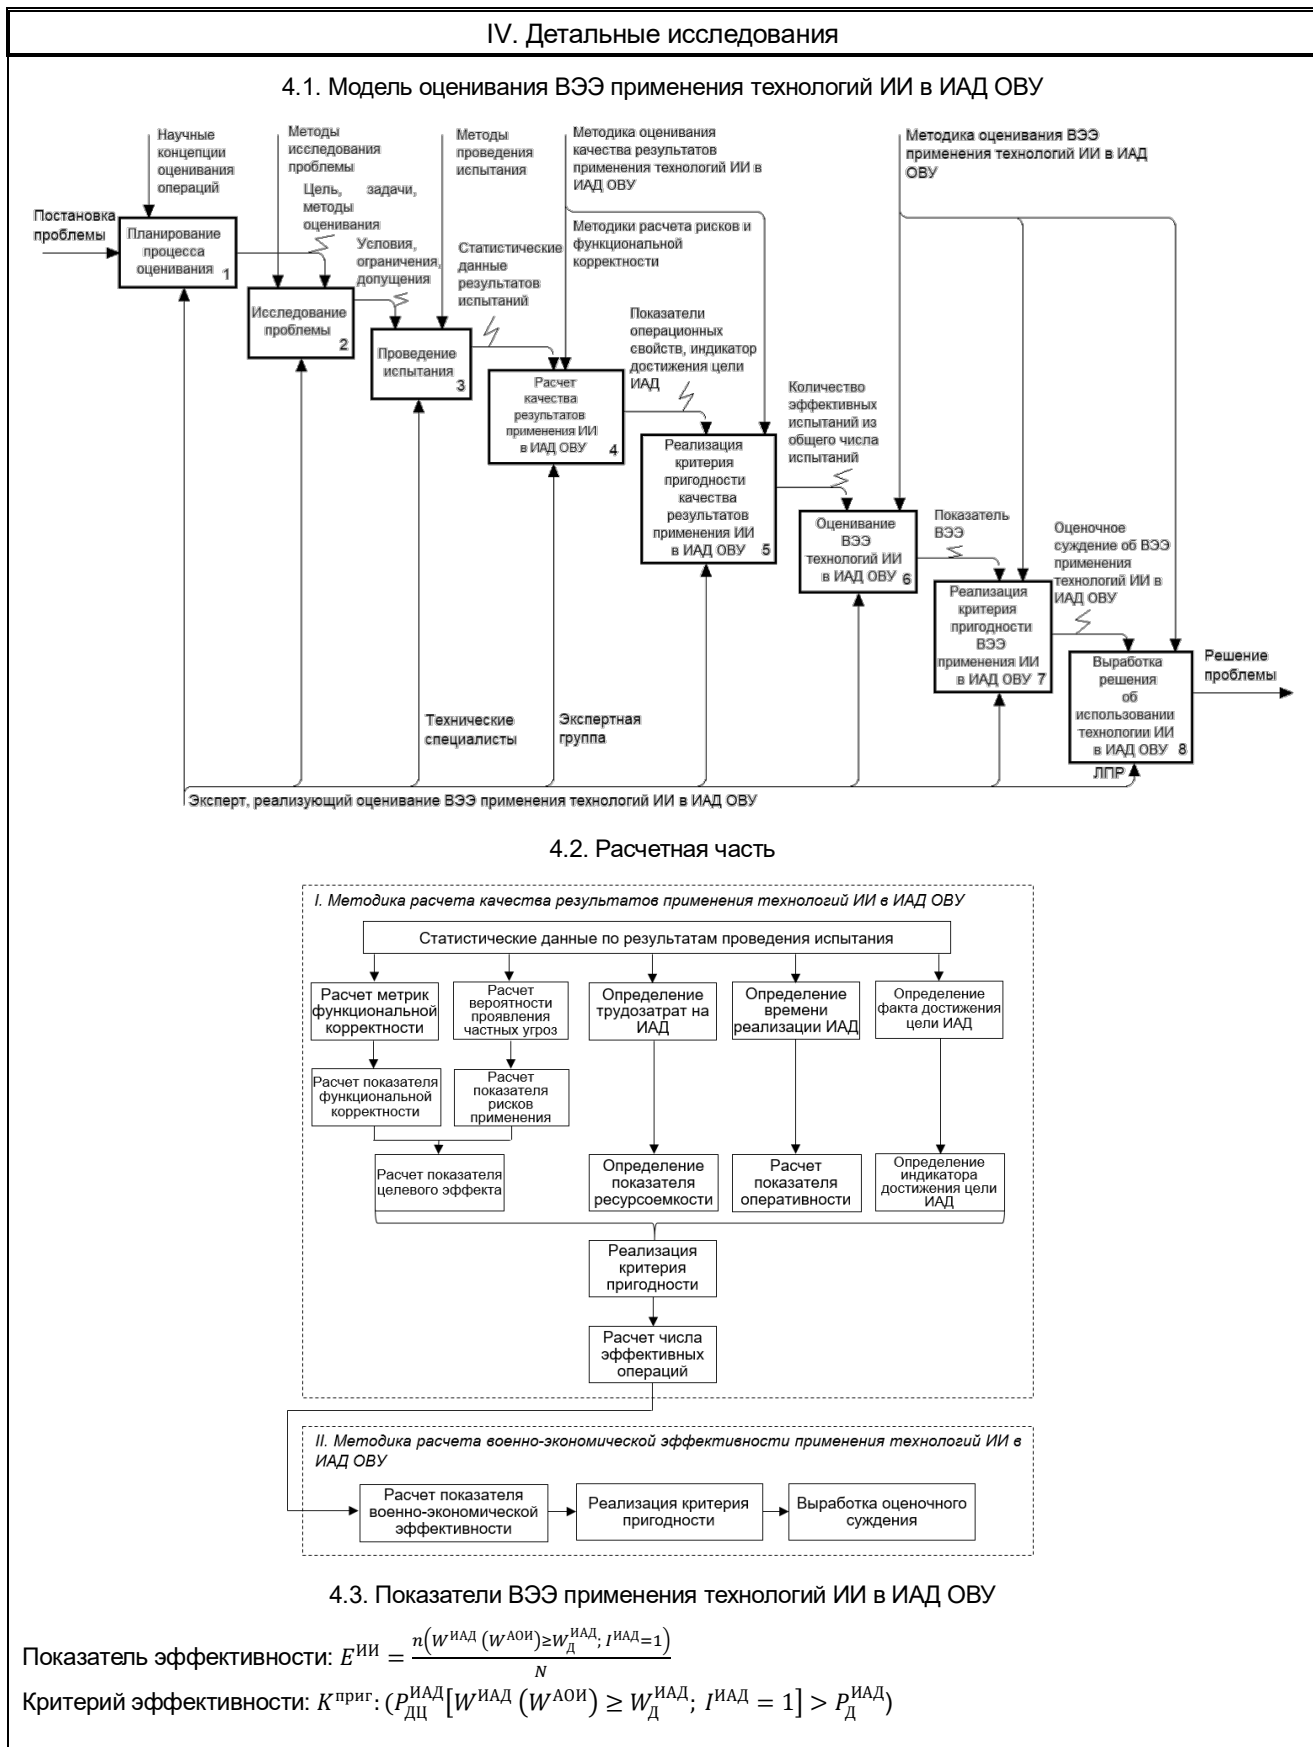 IV. Детальные исследования
4.1. Модель оценивания ВЭЭ применения технологий ИИ в ИАД ОВУ
Научные
концепции
оценивания
операций
Методы
исследования
проблемы
Методы
проведения
испытания
Методика оценивания
качества результатов
применения технологий ИИ в
ИАД ОВУ
Методика оценивания ВЭЭ
применения технологий ИИ в ИАД
ОВУ
Постановка
проблемы
Цель, задачи,
методы
оценивания
Условия,
ограничения,
допущения
Статистические
данные
результатов
испытаний
Методики расчета рисков и
функциональной
корректности
Планирование
процесса
оценивания 1
Исследование
проблемы
2
Проведение
испытания
3
Показатели
операционных
свойств, индикатор
достижения цели
ИАД
Расчет
качества
результатов
применения ИИ
в ИАД ОВУ 4
Количество
эффективных
испытаний из
общего числа
испытаний
Реализация
критерия
пригодности
качества
результатов
применения ИИ
в ИАД ОВУ 5
Оценивание
ВЭЭ
технологий ИИ
в ИАД ОВУ 6
Показатель
ВЭЭ
Оценочное
суждение об ВЭЭ
применения
технологий ИИ в
ИАД ОВУ
Реализация
критерия
пригодности
ВЭЭ
применения ИИ
в ИАД ОВУ 7
Выработка
решения
об
использовании
технологии ИИ
в ИАД ОВУ 8
Решение
проблемы
Технические
специалисты
Экспертная
группа
ЛПР
Эксперт, реализующий оценивание ВЭЭ применения технологий ИИ в ИАД ОВУ
4.2. Расчетная часть
I. Методика расчета качества результатов применения технологий ИИ в ИАД ОВУ
Статистические данные по результатам проведения испытания
Расчет метрик
функциональной
корректности
Расчет
вероятности
проявления
частных угроз
Определение
трудозатрат на
ИАД
Определение
времени
реализации ИАД
Определение
факта достижения
цели ИАД
Расчет показателя
функциональной
корректности
Расчет
показателя
рисков
применения
Расчет показателя
целевого эффекта
Определение
показателя
ресурсоемкости
Расчет
показателя
оперативности
Определение
индикатора
достижения цели
ИАД
Реализация
критерия
пригодности
Расчет числа
эффективных
операций
II. Методика расчета военно-экономической эффективности применения технологий ИИ в
ИАД ОВУ
Расчет показателя
военно-экономической
эффективности
Реализация критерия
пригодности
Выработка оценочного
суждения
4.3. Показатели ВЭЭ применения технологий ИИ в ИАД ОВУ
Показатель эффективности: $E^{ИИ} = \frac{n(W^{ИАД}(W^{АОИ}) ≥ W_Д^{ИАД}; I^{ИАД}=1)}{N}$
Критерий эффективности: $K^{приг}: (P_{ДЦ}^{ИАД}[W^{ИАД}(W^{АОИ}) ≥ W_Д^{ИАД}; I^{ИАД} = 1] > P_Д^{ИАД})$